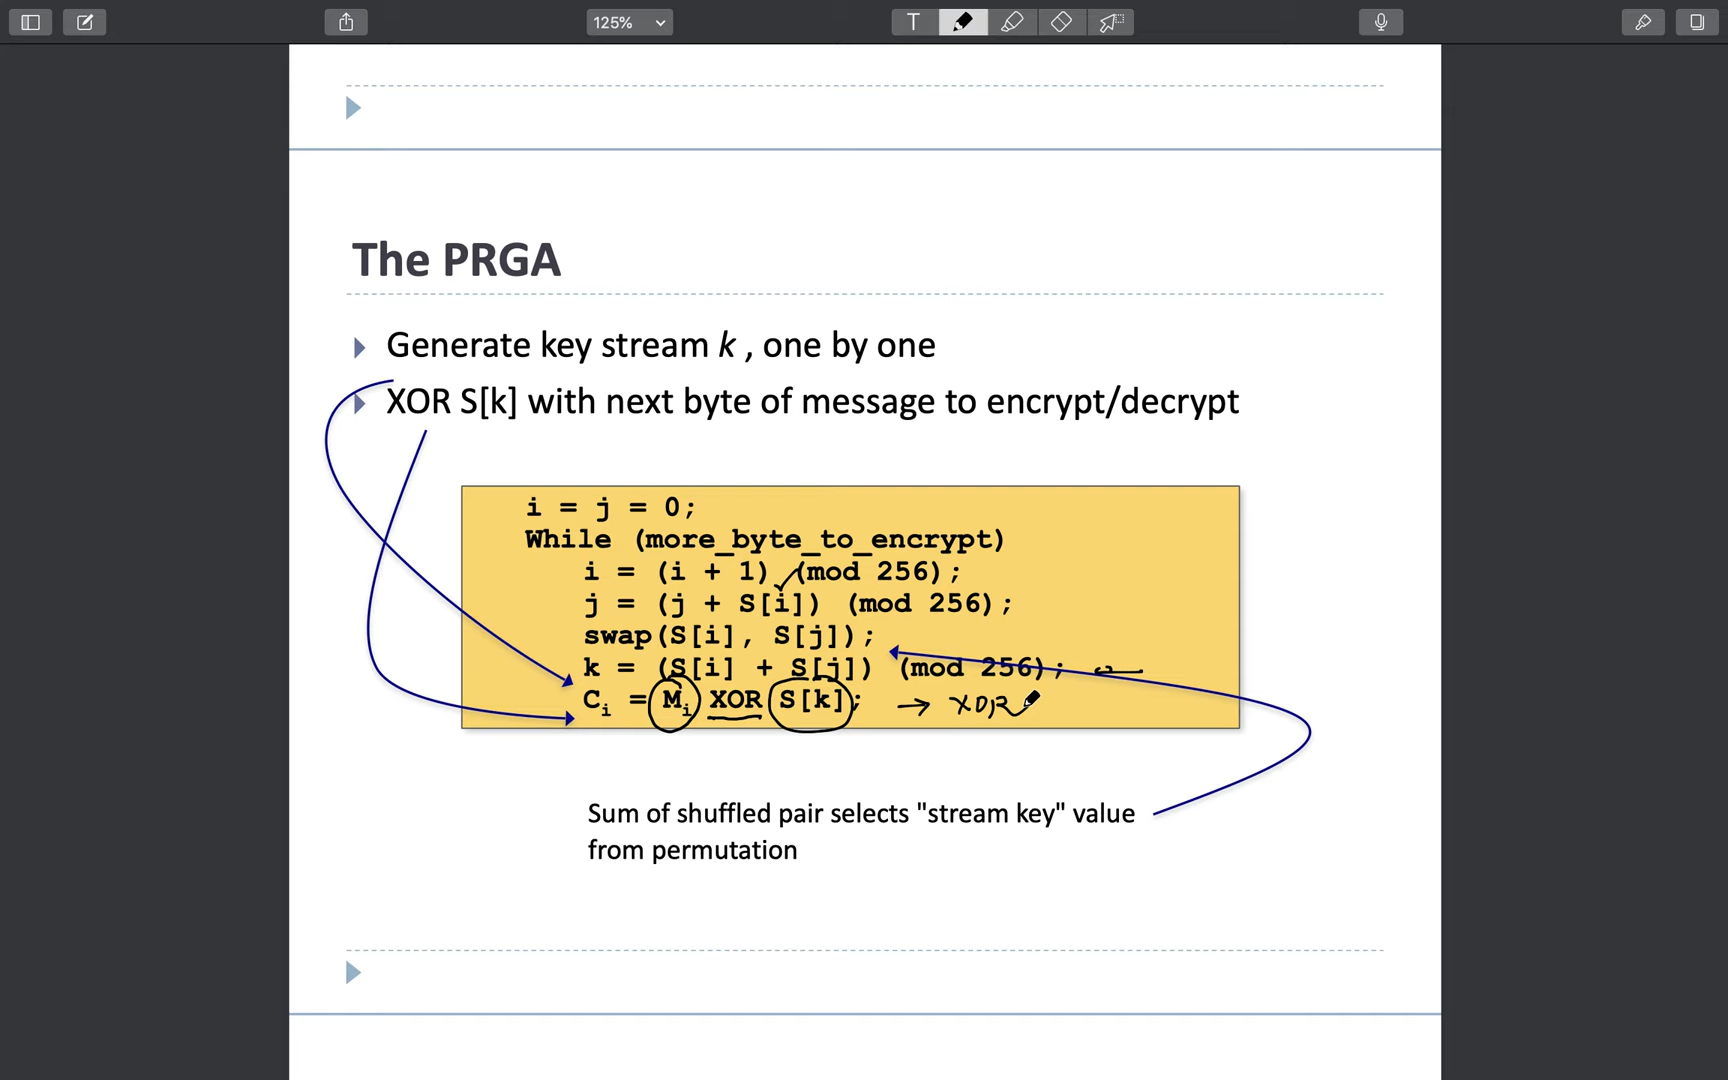 125%
T
The PRGA
Generate key stream k , one by one
XOR S[k] with next byte of message to encrypt/decrypt
i = j = 0;
While (more_byte_to_encrypt)
i = (i + 1) (mod 256);
j = (j + S[i]) (mod 256);
swap(S[i], S[j]);
k = (S[i] + S[j]) (mod 256);
Ci = Mi XOR S[k]; → XOR
Sum of shuffled pair selects "stream key" value
from permutation